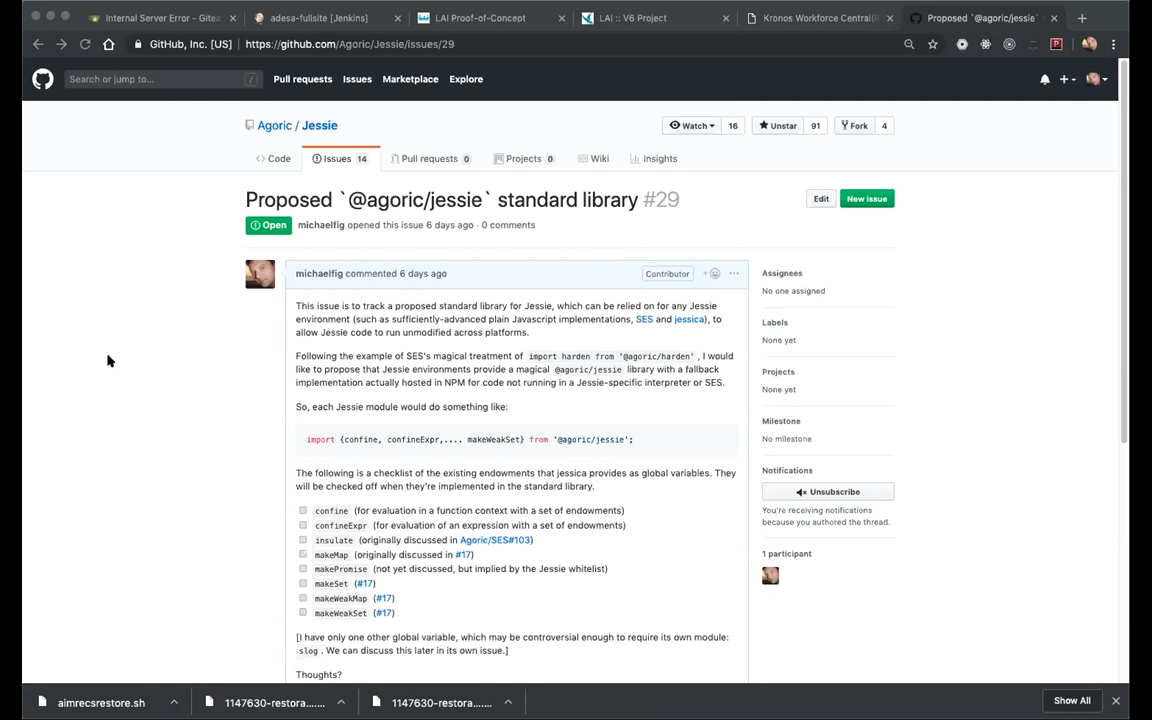 Internal Server Error - Gitea
adesa-fullsite [Jenkins]
LAI Proof-of-Concept
LAI :: V6 Project
Kronos Workforce Central(R
Proposed `@agoric/jessie`
GitHub, Inc. [US]
https://github.com/Agoric/Jessie/issues/29
Search or jump to...
/
Pull requests
Issues
Marketplace
Explore
Agoric / Jessie
Watch
16
Unstar
91
Fork
4
Code
Issues 14
Pull requests 0
Projects 0
Wiki
Insights
Proposed `@agoric/jessie` standard library #29
Edit
New issue
Open
michaelfig opened this issue 6 days ago · 0 comments
michaelfig commented 6 days ago
Contributor
This issue is to track a proposed standard library for Jessie, which can be relied on for any Jessie
environment (such as sufficiently-advanced plain Javascript implementations, SES and jessica), to
allow Jessie code to run unmodified across platforms.
Following the example of SES's magical treatment of import harden from '@agoric/harden' , I would
like to propose that Jessie environments provide a magical @agoric/jessie library with a fallback
implementation actually hosted in NPM for code not running in a Jessie-specific interpreter or SES.
So, each Jessie module would do something like:
import {confine, confineExpr,.... makeWeakSet} from '@agoric/jessie';
The following is a checklist of the existing endowments that jessica provides as global variables. They
will be checked off when they're implemented in the standard library.
confine (for evaluation in a function context with a set of endowments)
confineExpr (for evaluation of an expression with a set of endowments)
insulate (originally discussed in Agoric/SES#103)
makeMap (originally discussed in #17)
makePromise (not yet discussed, but implied by the Jessie whitelist)
makeSet (#17)
makeWeakMap (#17)
makeWeakSet (#17)
[I have only one other global variable, which may be controversial enough to require its own module:
slog . We can discuss this later in its own issue.]
Thoughts?
Assignees
No one assigned
Labels
None yet
Projects
None yet
Milestone
No milestone
Notifications
Unsubscribe
You're receiving notifications
because you authored the thread.
1 participant
aimrecsrestore.sh
1147630-restora....…
1147630-restora....…
Show All